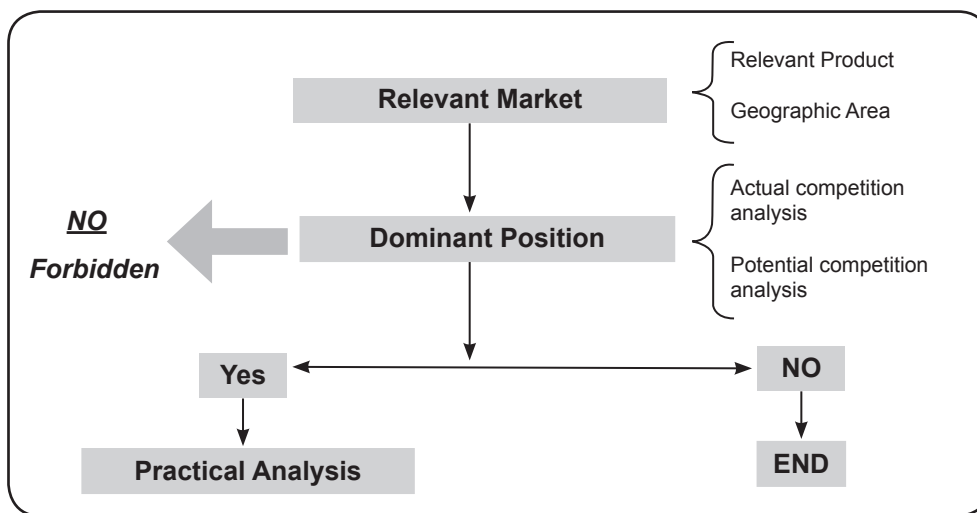 Relevant Market
Relevant Product
Geographic Area
Dominant Position
Actual competition
analysis
Potential competition
analysis
NO
Forbidden
Yes
NO
Practical Analysis
END